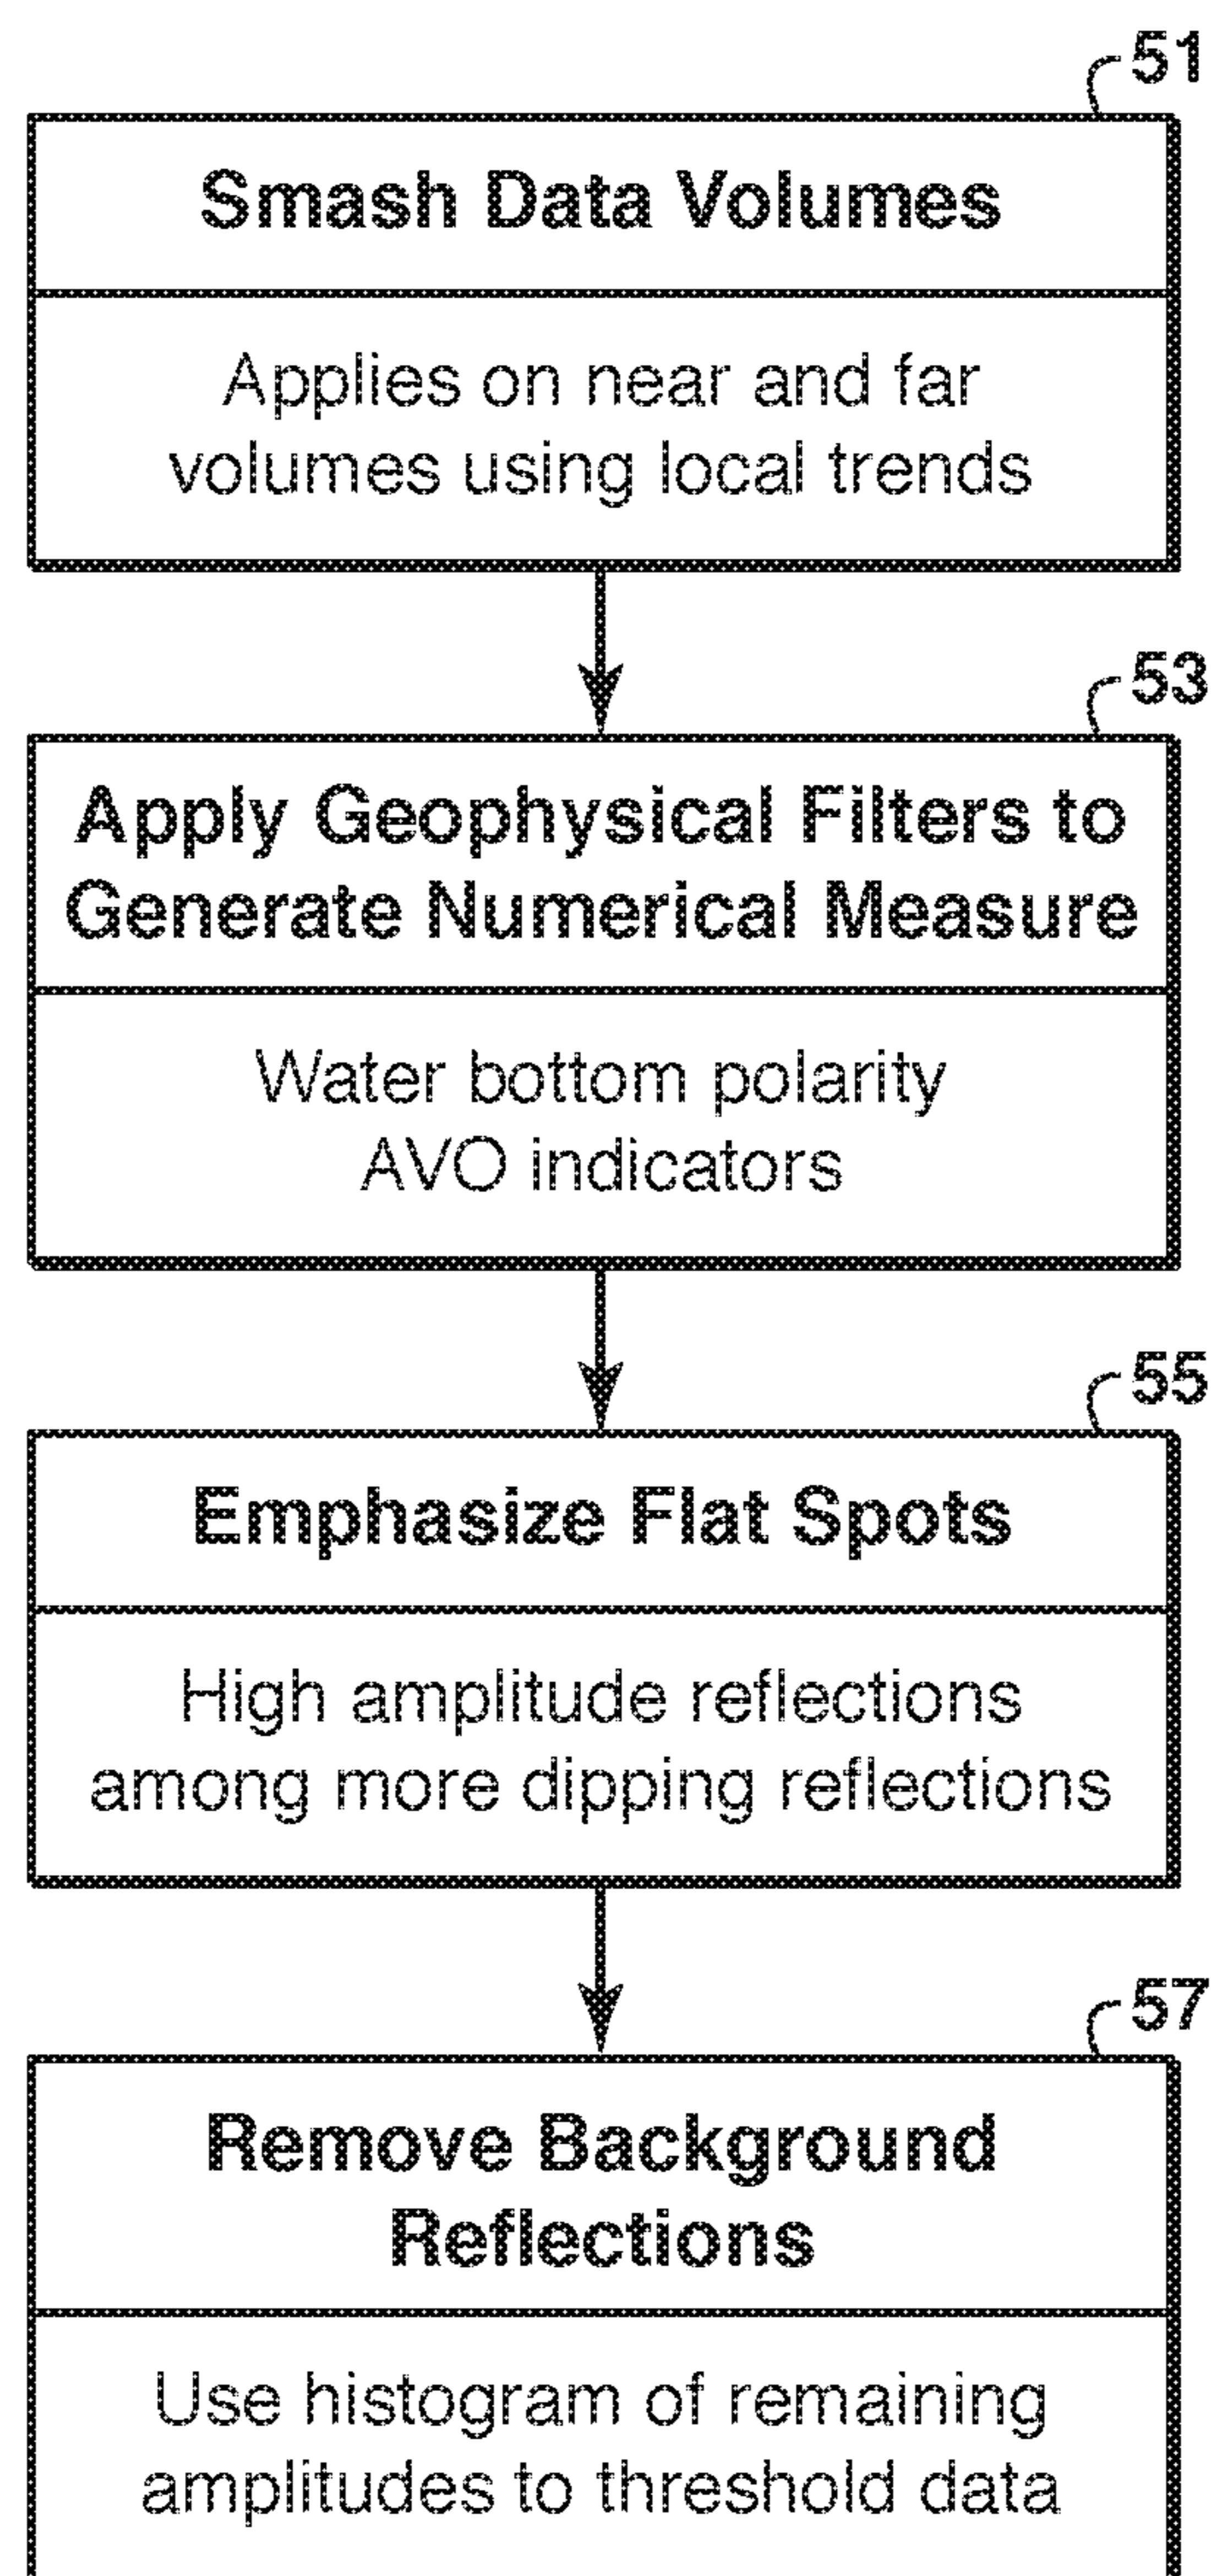 51
Smash Data Volumes
Applies on near and far
volumes using local trends
53
Apply Geophysical Filters to
Generate Numerical Measure
Water bottom polarity
AVO indicators
55
Emphasize Flat Spots
High amplitude reflections
among more dipping reflections
57
Remove Background
Reflections
Use histogram of remaining
amplitudes to threshold data